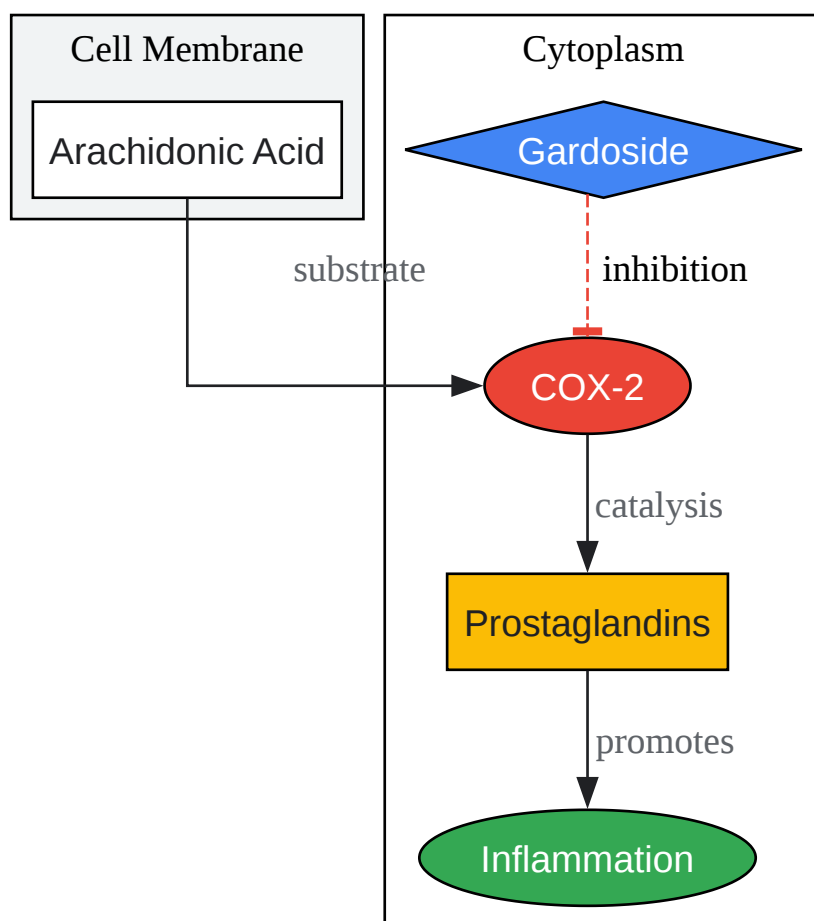 Cell Membrane
Arachidonic Acid
substrate
Cytoplasm
Gardoside
inhibition
COX-2
catalysis
Prostaglandins
promotes
Inflammation